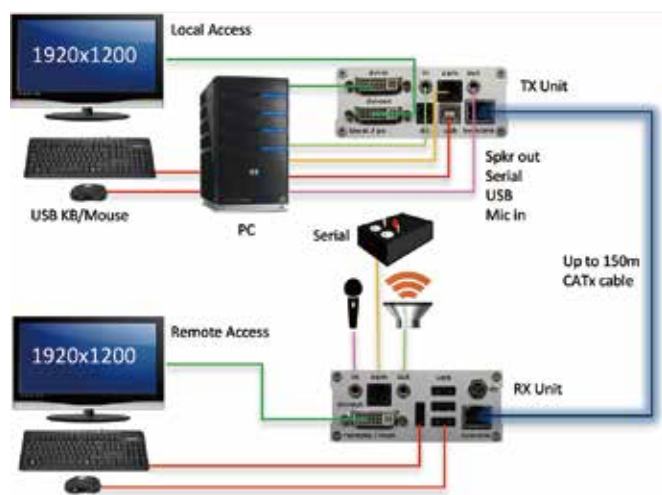 Local Access
1920x1200
TX Unit
Spkr out
Serial
USB
Mic in
USB KB/Mouse
PC
Serial
Up to 150m
CATx cable
Remote Access
1920x1200
RX Unit